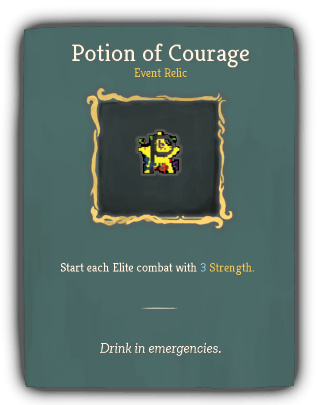 Potion of Courage
Event Relic
Start each Elite combat with 3 Strength.
Drink in emergencies.